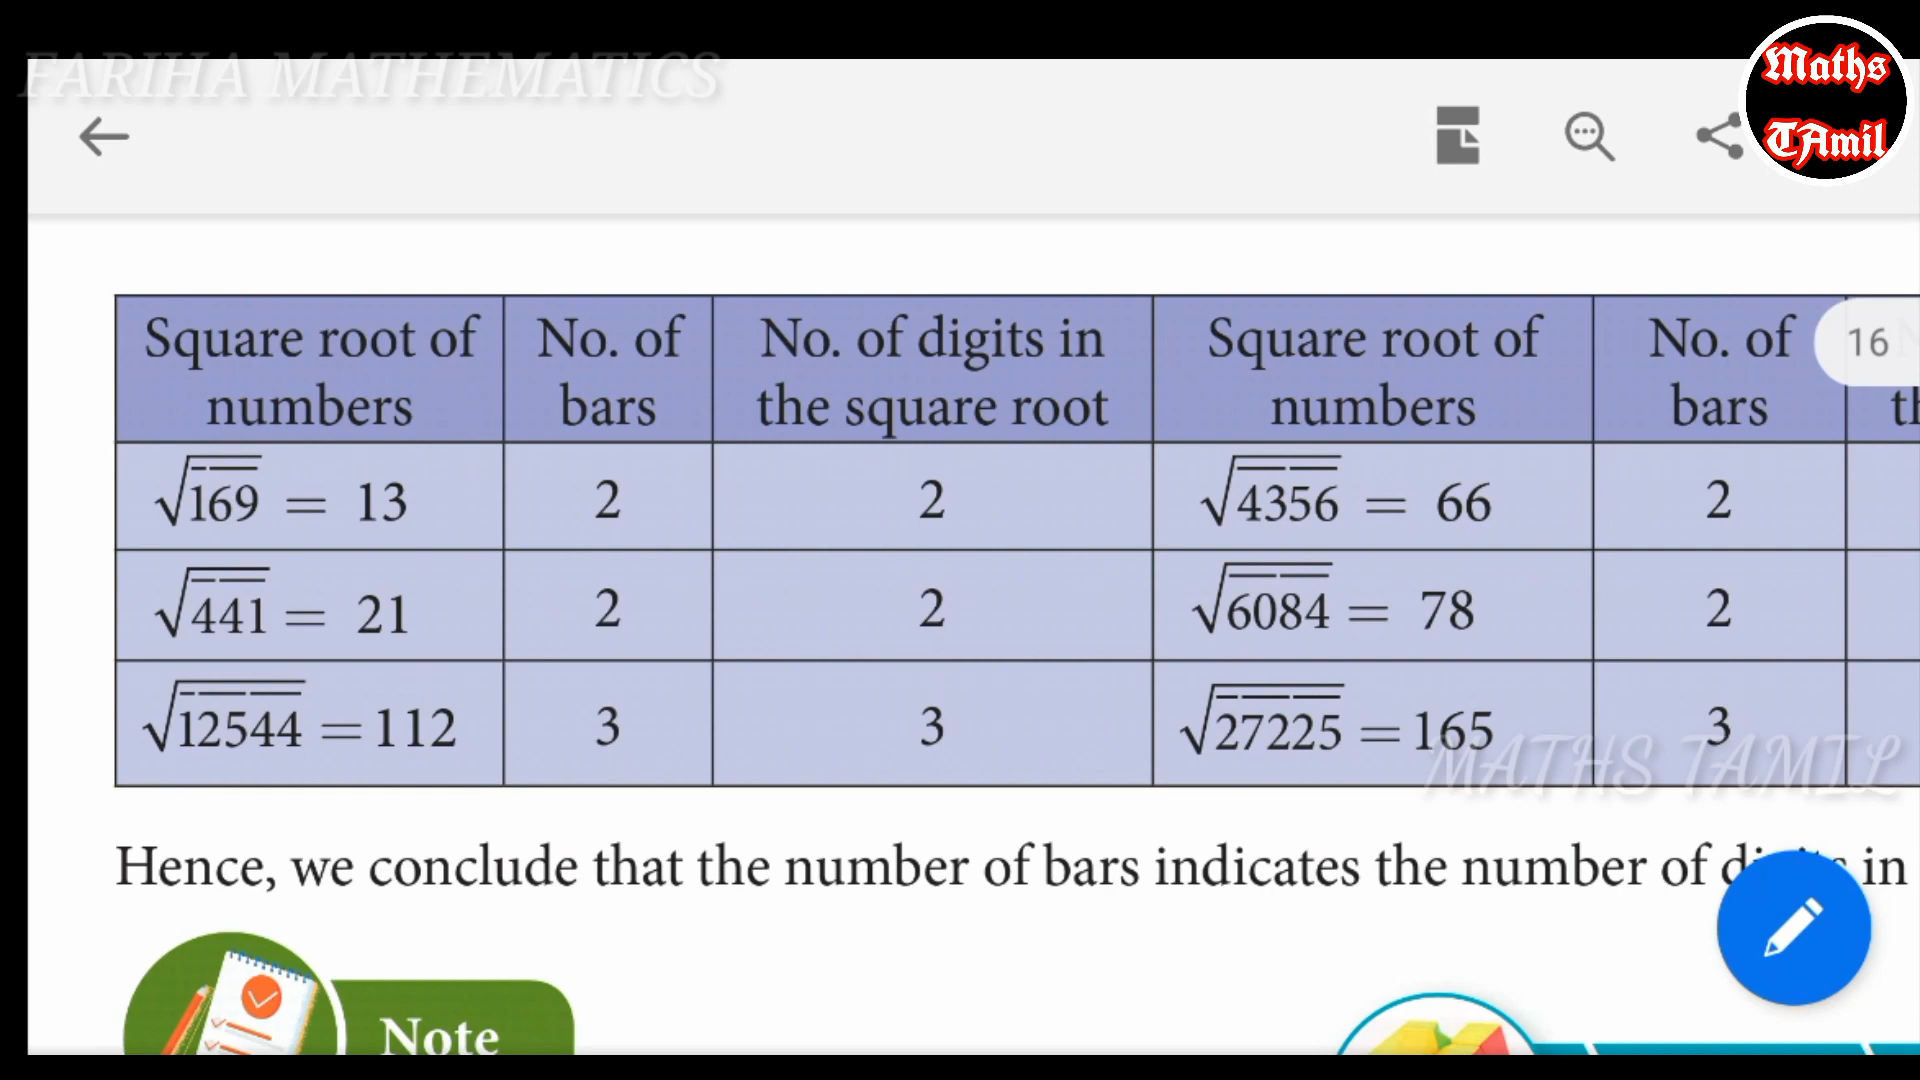 FARIHA MATHEMATICS
Maths
TAmil
16
Square root of numbers No. of bars No. of digits in the square root Square root of numbers No. of bars
√169 = 13 2 2 √4356 = 66 2
√441 = 21 2 2 √6084 = 78 2
√12544 = 112 3 3 √27225 = 165 3
MATHS TAMIL
Hence, we conclude that the number of bars indicates the number of in
Note